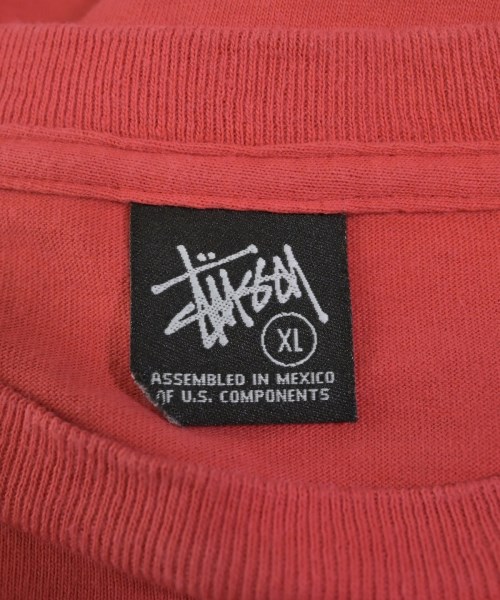 Stüssy
XL
ASSEMBLED IN MEXICO
OF U.S. COMPONENTS